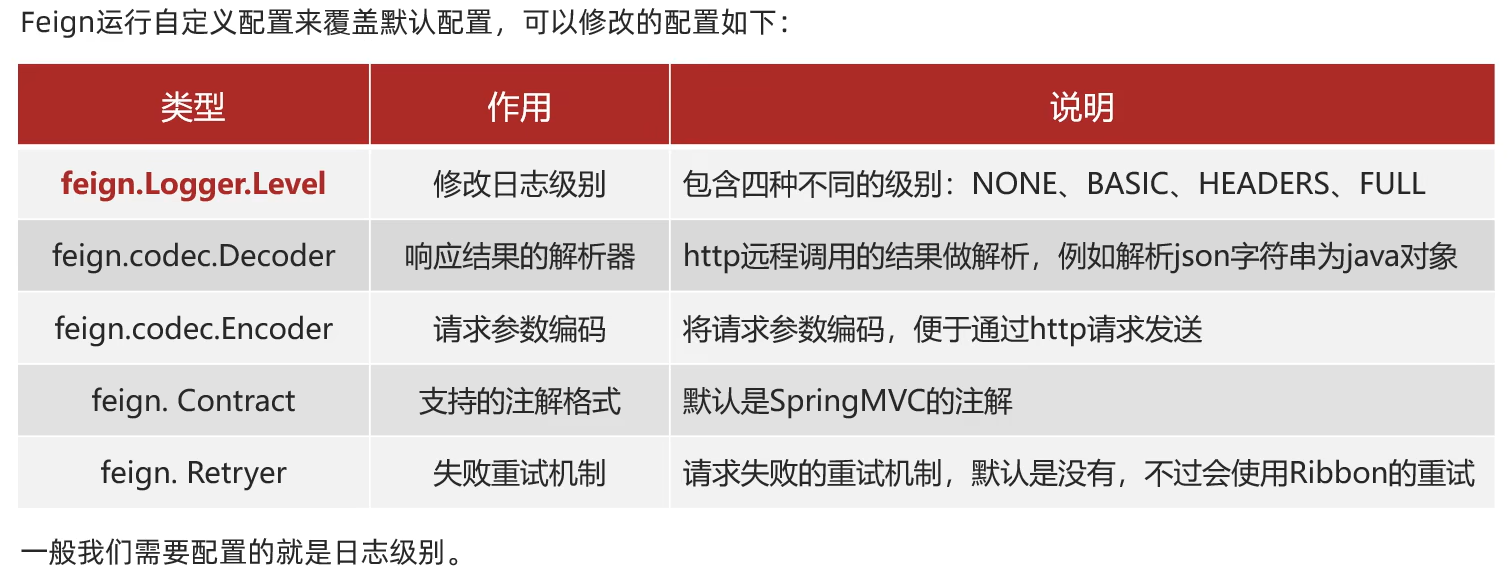 Feign运行自定义配置来覆盖默认配置，可以修改的配置如下：
类型 作用 说明
feign.Logger.Level 修改日志级别 包含四种不同的级别：NONE、BASIC、HEADERS、FULL
feign.codec.Decoder 响应结果的解析器 http远程调用的结果做解析，例如解析json字符串为java对象
feign.codec.Encoder 请求参数编码 将请求参数编码，便于通过http请求发送
feign. Contract 支持的注解格式 默认是SpringMVC的注解
feign. Retryer 失败重试机制 请求失败的重试机制，默认是没有，不过会使用Ribbon的重试
一般我们需要配置的就是日志级别。